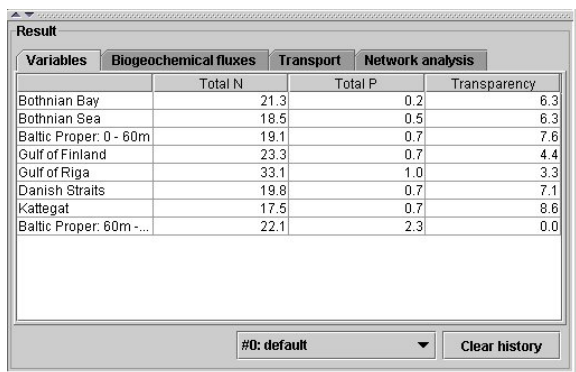 Result
Variables Biogeochemical fluxes Transport Network analysis
Total N Total P Transparency
Bothnian Bay 21.3 0.2 6.3
Bothnian Sea 18.5 0.5 6.3
Baltic Proper: 0 - 60m 19.1 0.7 7.6
Gulf of Finland 23.3 0.7 4.4
Gulf of Riga 33.1 1.0 3.3
Danish Straits 19.8 0.7 7.1
Kattegat 17.5 0.7 8.6
Baltic Proper: 60m -... 22.1 2.3 0.0
#0: default Clear history